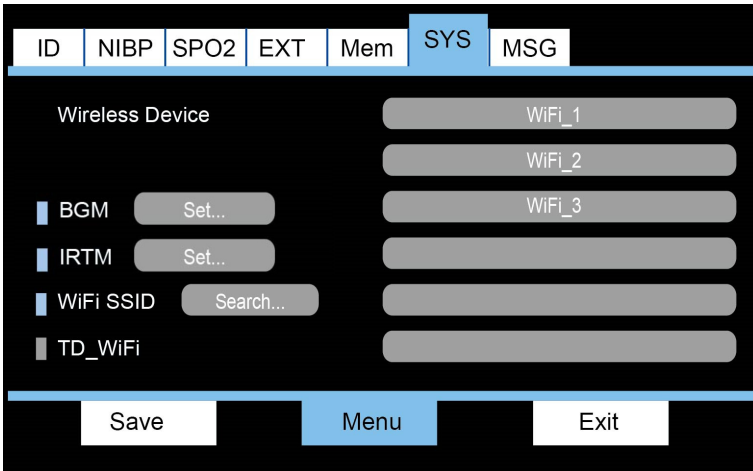 ID NIBP SPO2 EXT Mem SYS MSG
Wireless Device WiFi_1
WiFi_2
BGM Set... WiFi_3
IRTM Set...
WiFi SSID Search...
TD_WiFi
Save Menu Exit